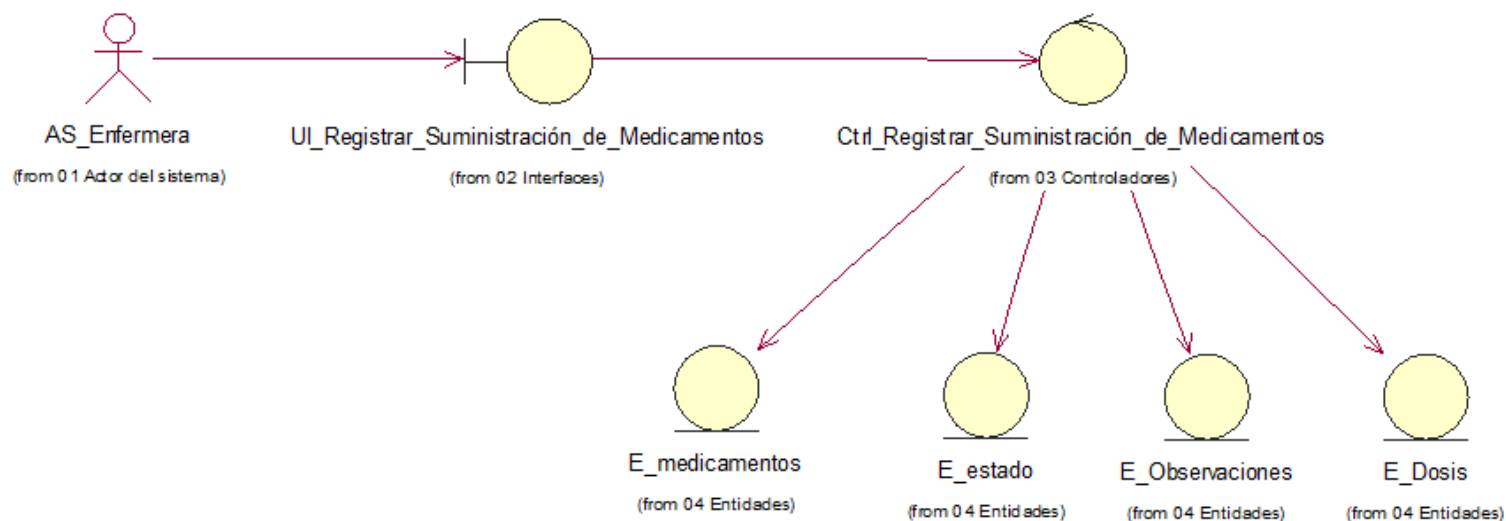 AS_Enfermera
UI_Registrar_Suministración_de_Medicamentos
Ctrl_Registrar_Suministración_de_Medicamentos
(from 01 Actor del sistema)
(from 02 Interfaces)
(from 03 Controladores)
E_medicamentos
E_estado
E_Observaciones
E_Dosis
(from 04 Entidades)
(from 04 Entidades)
(from 04 Entidades)
(from 04 Entidades)